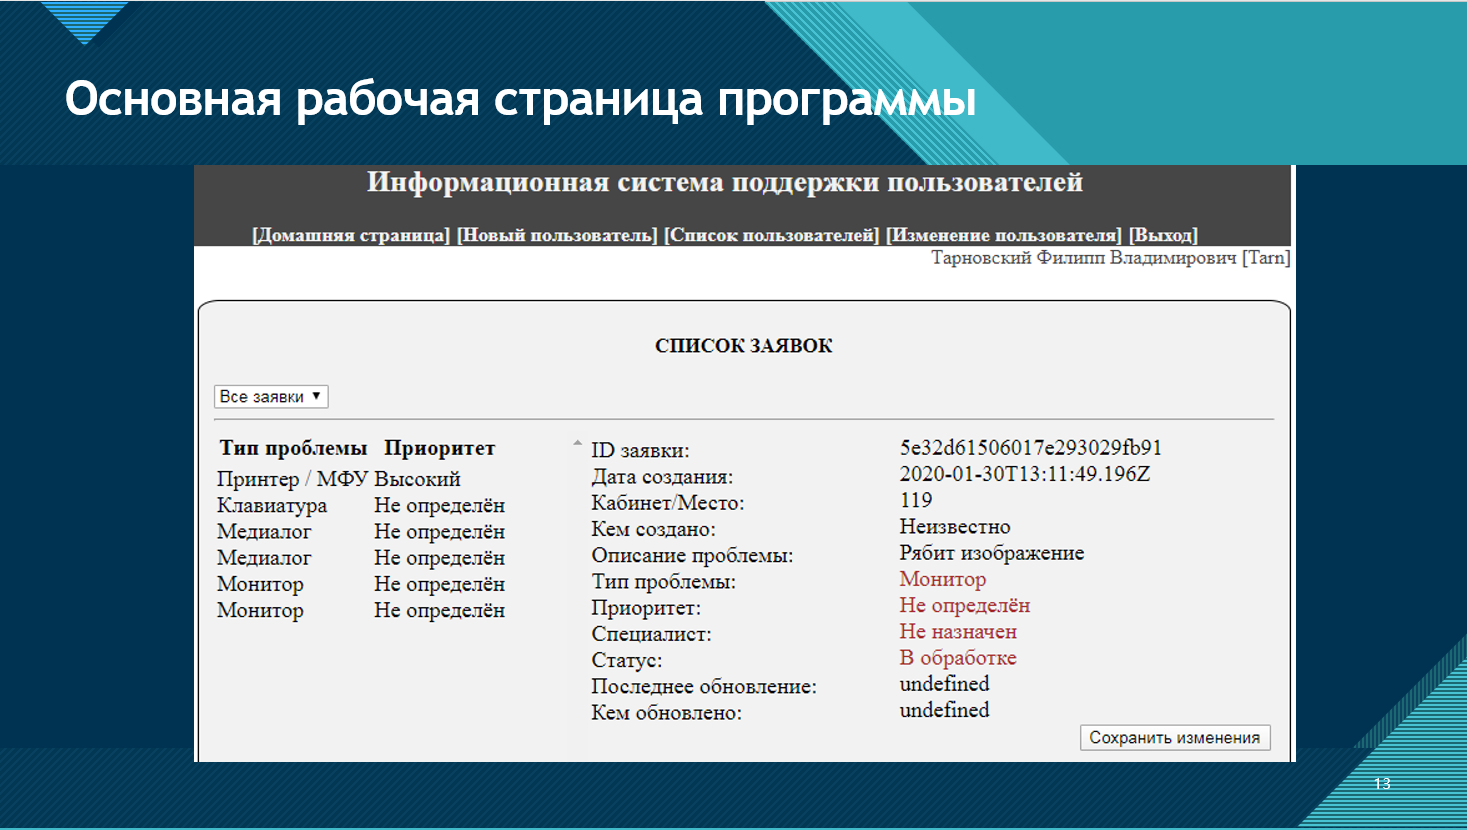 Основная рабочая страница программы
Информационная система поддержки пользователей
[Домашняя страница] [Новый пользователь] [Список пользователей] [Изменение пользователя] [Выход]
Тарновский Филипп Владимирович [Tarn]
СПИСОК ЗАЯВОК
Все заявки ▼
Тип проблемы Приоритет
Принтер / МФУ Высокий
Клавиатура Не определён
Медиалог Не определён
Медиалог Не определён
Монитор Не определён
Монитор Не определён
ID заявки: 5e32d61506017e293029fb91
Дата создания: 2020-01-30T13:11:49.196Z
Кабинет/Место: 119
Кем создано: Неизвестно
Описание проблемы: Рябит изображение
Тип проблемы: Монитор
Приоритет: Не определён
Специалист: Не назначен
Статус: В обработке
Последнее обновление: undefined
Кем обновлено: undefined
Сохранить изменения
13